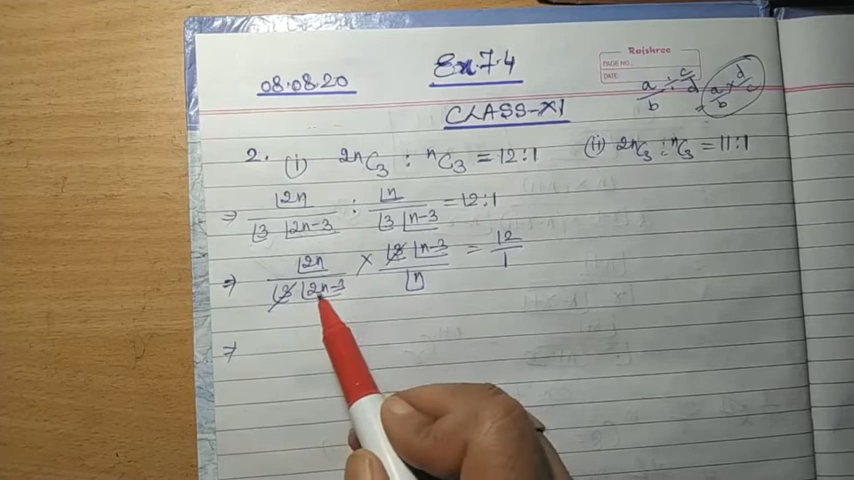 Rajshree
PAGE NO.
DATE
08.08.20
Ex.7.4
a/b ÷ c/d
= a/b × d/c
CLASS-XI
2. (i) 2nC3 : nC3 = 12:1 (ii) 2nC3 : nC3 = 11:1
⇒ |2n / |3 |2n-3 : |n / |3 |n-3 = 12:1
⇒ |2n / |3 |2n-3 × |3 |n-3 / |n = 12/1
⇒